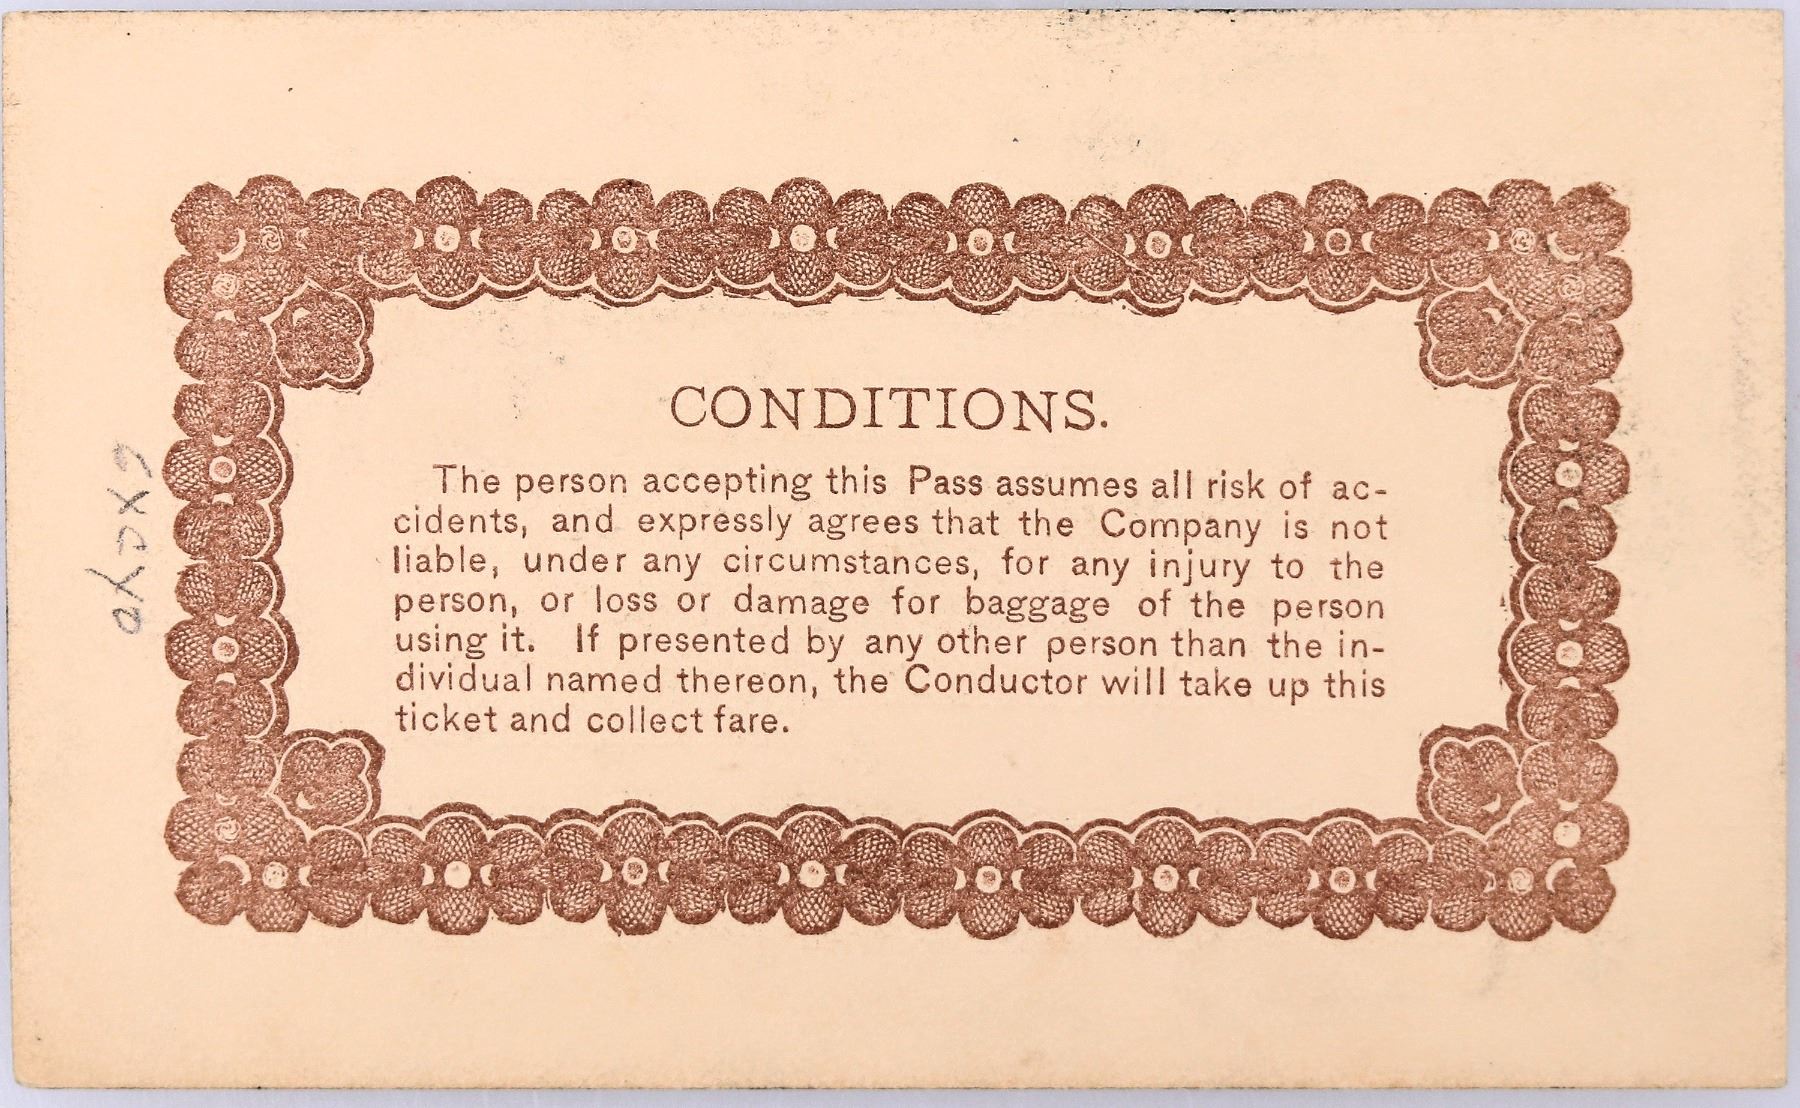 CONDITIONS.
The person accepting this Pass assumes all risk of ac-
cidents, and expressly agrees that the Company is not
liable, under any circumstances, for any injury to the
person, or loss or damage for baggage of the person
using it. If presented by any other person than the in-
dividual named thereon, the Conductor will take up this
ticket and collect fare.